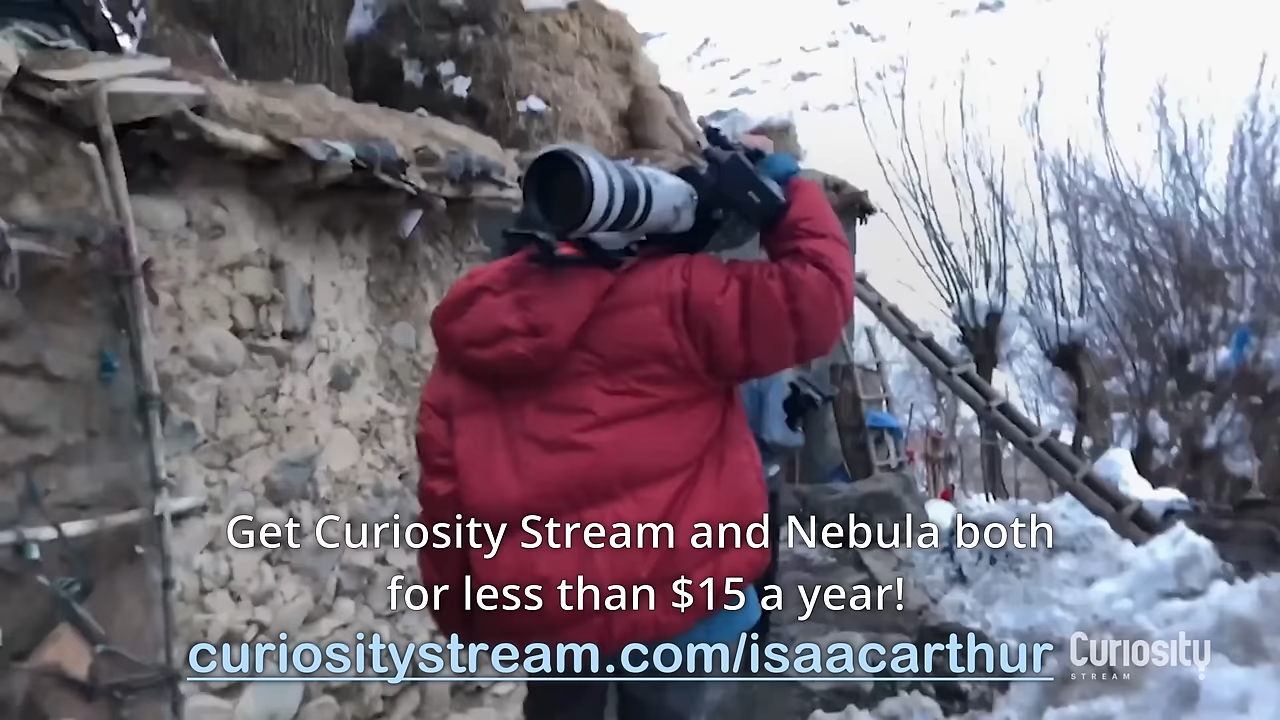 Get Curiosity Stream and Nebula both
for less than $15 a year!
curiositystream.com/isaacarthur
Curiosity
STREAM